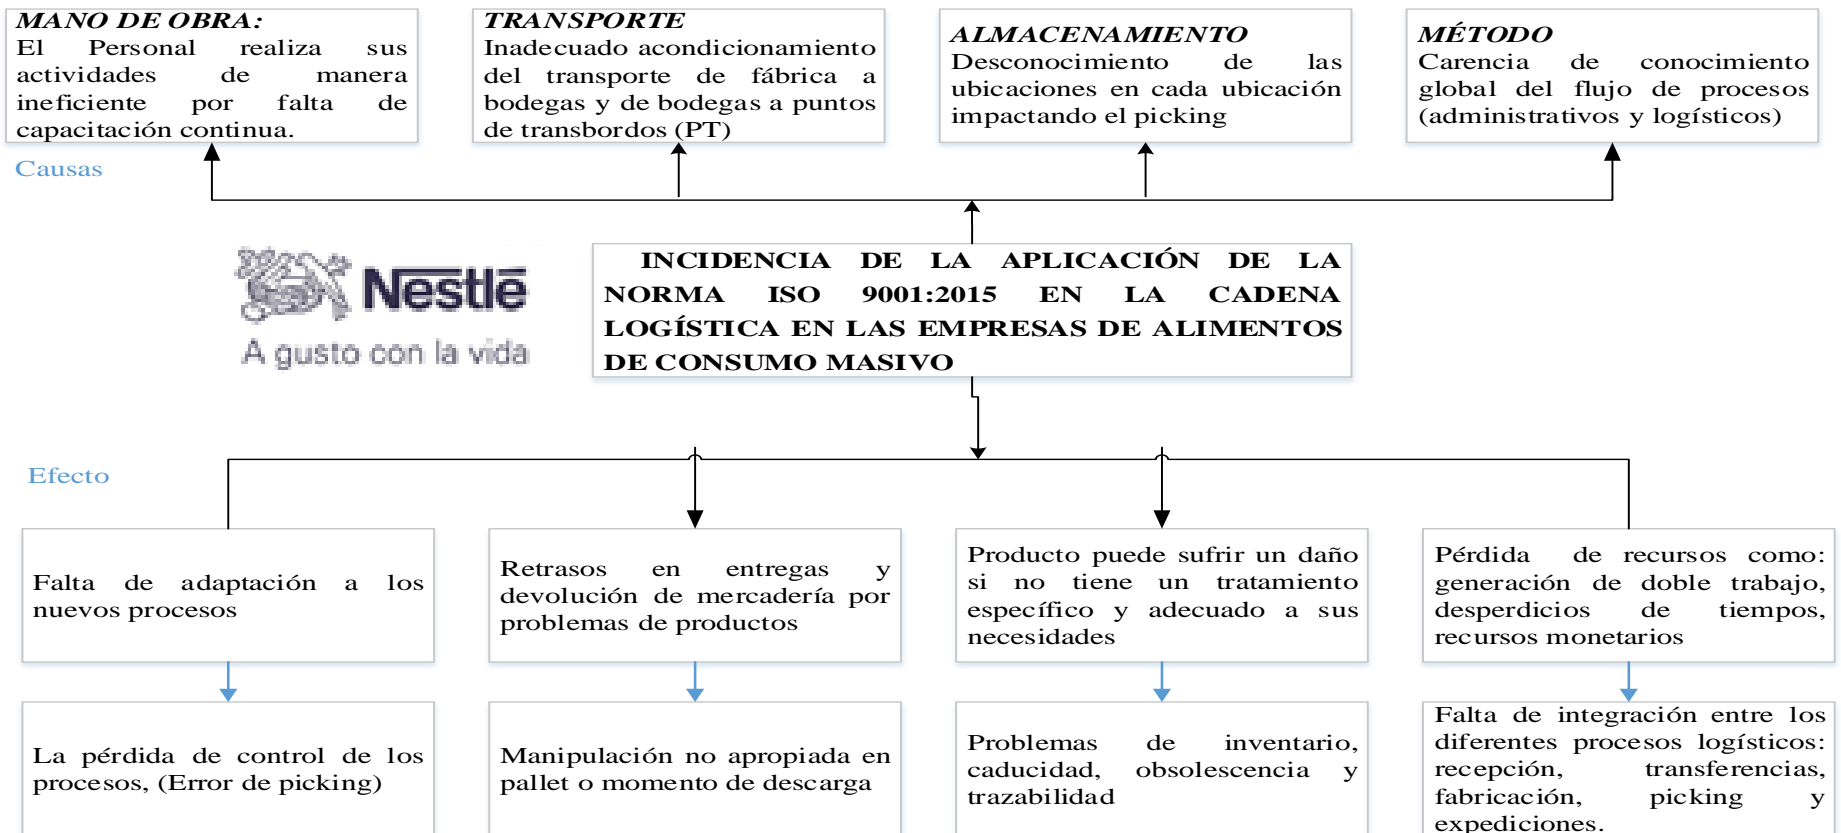 MANO DE OBRA:
El Personal realiza sus
actividades de manera
ineficiente por falta de
capacitación continua.
TRANSPORTE
Inadecuado acondicionamiento
del transporte de fábrica a
bodegas y de bodegas a puntos
de transbordos (PT)
ALMACENAMIENTO
Desconocimiento de las
ubicaciones en cada ubicación
impactando el picking
MÉTODO
Carencia de conocimiento
global del flujo de procesos
(administrativos y logísticos)
Causas
Nestlé
A gusto con la vida
INCIDENCIA DE LA APLICACIÓN DE LA
NORMA ISO 9001:2015 EN LA CADENA
LOGÍSTICA EN LAS EMPRESAS DE ALIMENTOS
DE CONSUMO MASIVO
Efecto
Falta de adaptación a los
nuevos procesos
Retrasos en entregas y
devolución de mercadería por
problemas de productos
Producto puede sufrir un daño
si no tiene un tratamiento
específico y adecuado a sus
necesidades
Pérdida de recursos como:
generación de doble trabajo,
desperdicios de tiempos,
recursos monetarios
La pérdida de control de los
procesos, (Error de picking)
Manipulación no apropiada en
pallet o momento de descarga
Problemas de inventario,
caducidad, obsolescencia y
trazabilidad
Falta de integración entre los
diferentes procesos logísticos:
recepción, transferencias,
fabricación, picking y
expediciones.